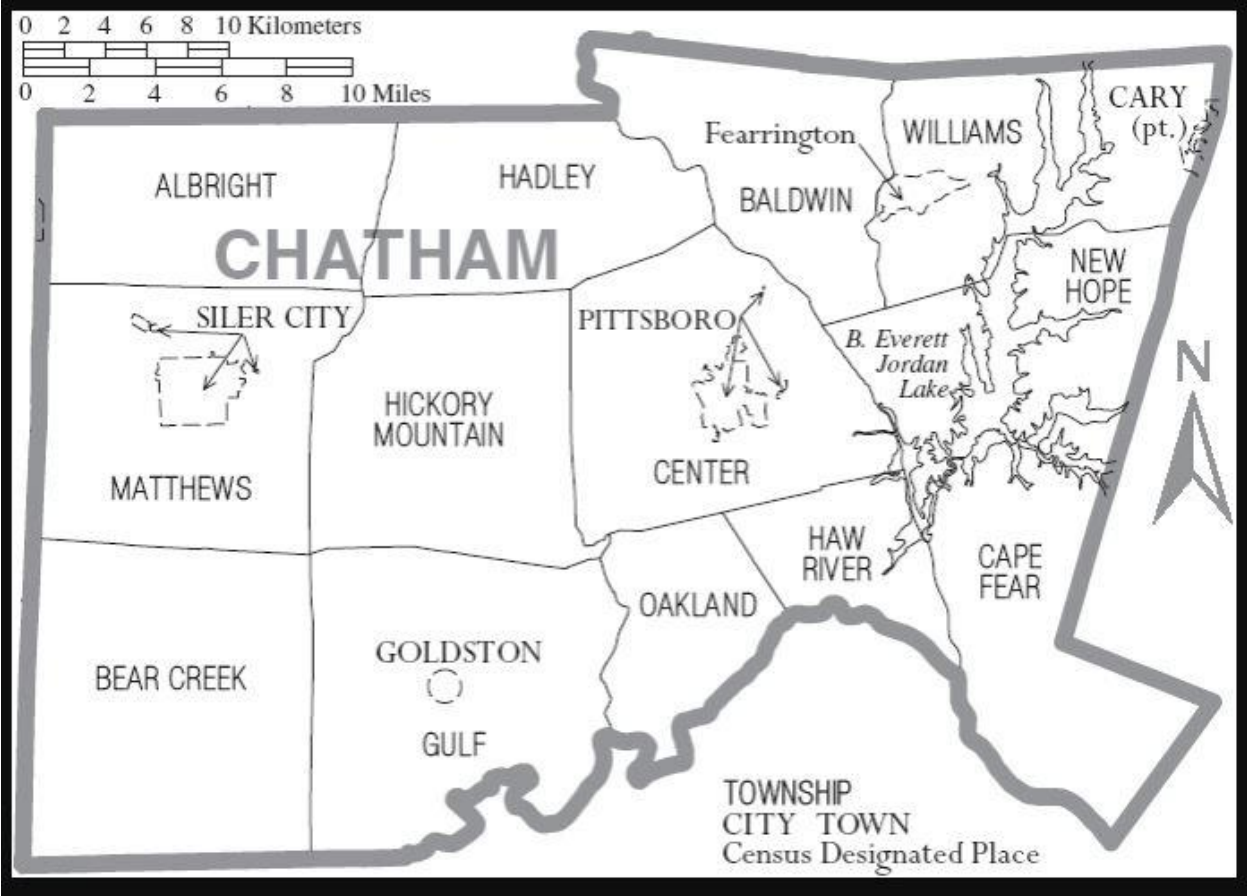 0 2 4 6 8 10 Kilometers
0 2 4 6 8 10 Miles
CARY
(pt.)
Fearrington
WILLIAMS
ALBRIGHT
HADLEY
BALDWIN
CHATHAM
NEW
HOPE
SILER CITY
PITTSBORO
B. Everett
Jordan
Lake
N
HICKORY
MOUNTAIN
CENTER
MATTHEWS
HAW
RIVER
CAPE
FEAR
OAKLAND
GOLDSTON
BEAR CREEK
GULF
TOWNSHIP
CITY TOWN
Census Designated Place